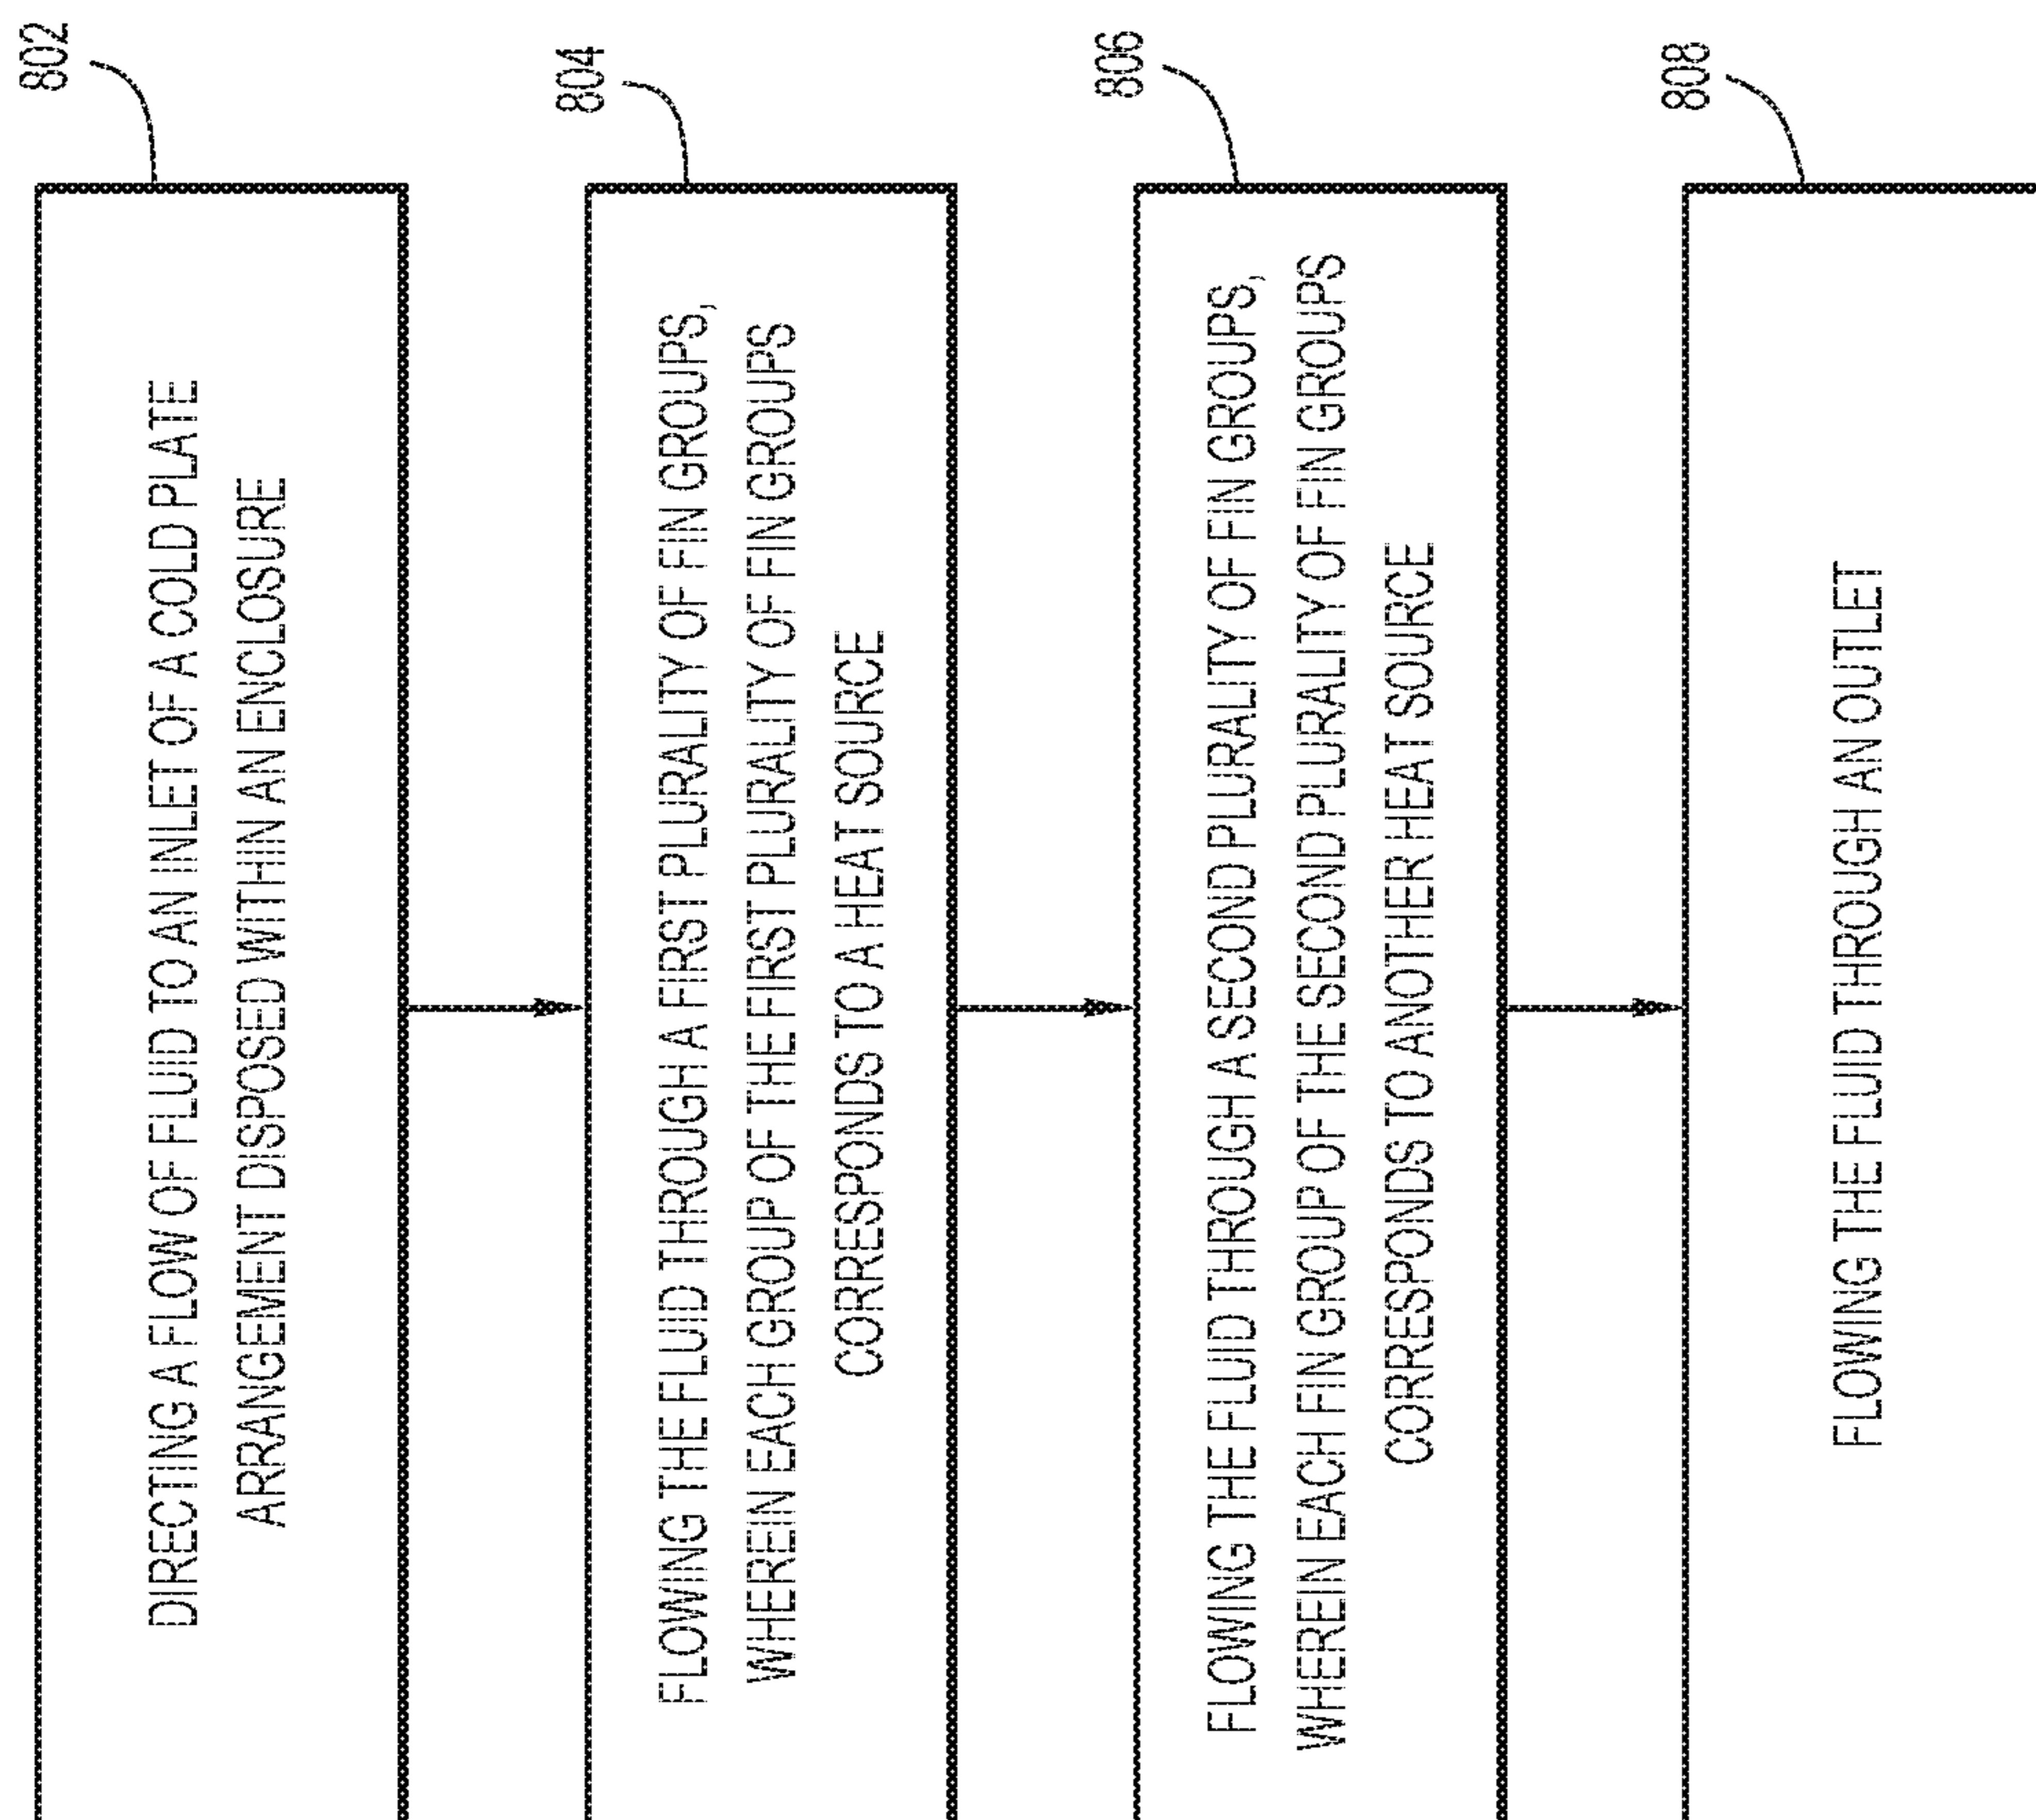 802
DIRECTING A FLOW OF FLUID TO AN INLET OF A COLD PLATE
ARRANGEMENT DISPOSED WITHIN AN ENCLOSURE
804
FLOWING THE FLUID THROUGH A FIRST PLURALITY OF FIN GROUPS,
WHEREIN EACH GROUP OF THE FIRST PLURALITY OF FIN GROUPS
CORRESPONDS TO A HEAT SOURCE
806
FLOWING THE FLUID THROUGH A SECOND PLURALITY OF FIN GROUPS,
WHEREIN EACH FIN GROUP OF THE SECOND PLURALITY OF FIN GROUPS
CORRESPONDS TO ANOTHER HEAT SOURCE
808
FLOWING THE FLUID THROUGH AN OUTLET